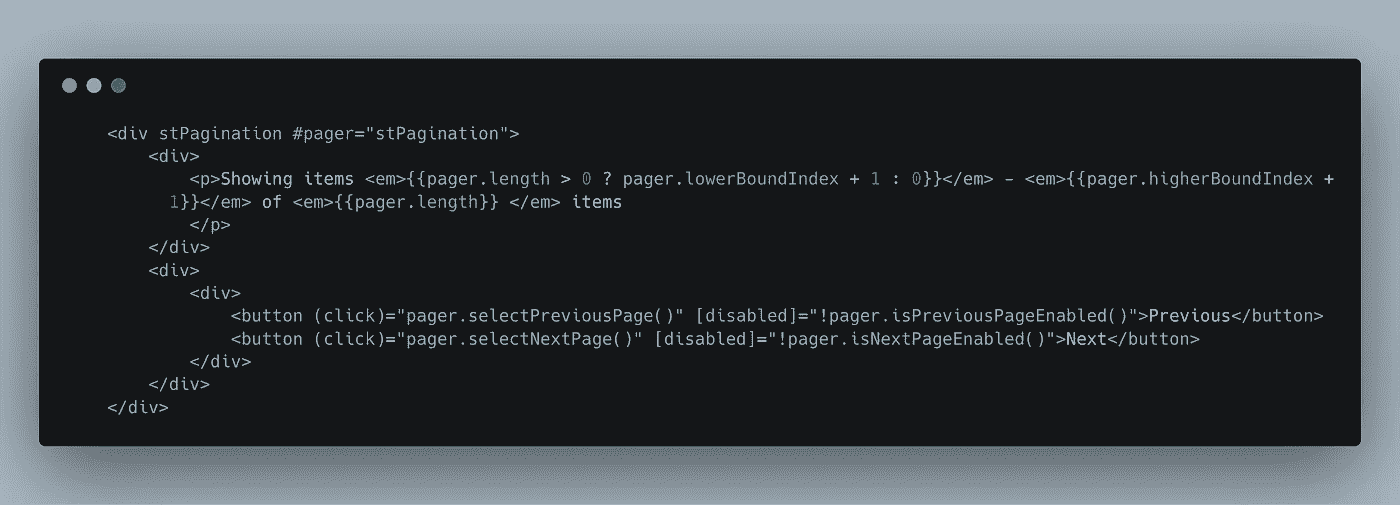 <div stPagination #pager="stPagination">
<div>
<p>Showing items <em>{{pager.length > 0 ? pager.lowerBoundIndex + 1 : 0}}</em> – <em>{{pager.higherBoundIndex +
1}}</em> of <em>{{pager.length}} </em> items
</p>
</div>
<div>
<div>
<button (click)="pager.selectPreviousPage()" [disabled]="!pager.isPreviousPageEnabled()">Previous</button>
<button (click)="pager.selectNextPage()" [disabled]="!pager.isNextPageEnabled()">Next</button>
</div>
</div>
</div>